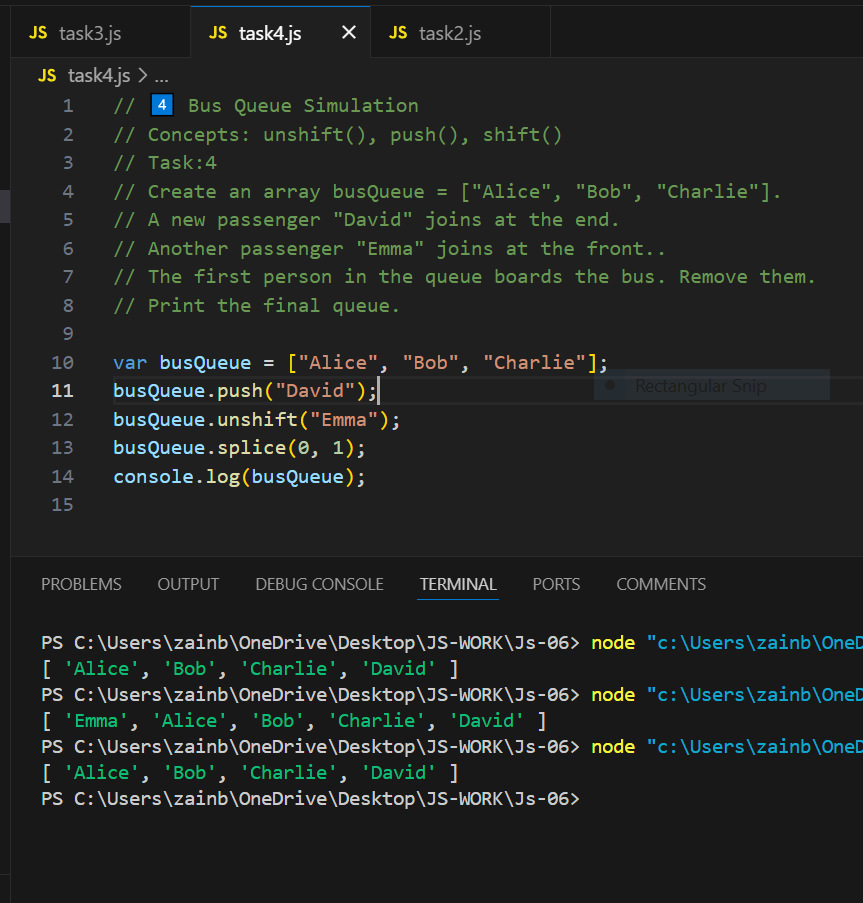 JS task3.js JS task4.js × JS task2.js
JS task4.js > ...
1 // 4 Bus Queue Simulation
2 // Concepts: unshift(), push(), shift()
3 // Task:4
4 // Create an array busQueue = ["Alice", "Bob", "Charlie"].
5 // A new passenger "David" joins at the end.
6 // Another passenger "Emma" joins at the front..
7 // The first person in the queue boards the bus. Remove them.
8 // Print the final queue.
9
10 var busQueue = ["Alice", "Bob", "Charlie"];
11 busQueue.push("David");
Rectangular Snip
12 busQueue.unshift("Emma");
13 busQueue.splice(0, 1);
14 console.log(busQueue);
15
PROBLEMS OUTPUT DEBUG CONSOLE TERMINAL PORTS COMMENTS
PS C:\Users\zainb\OneDrive\Desktop\JS-WORK\Js-06> node "c:\Users\zainb\OneD
[ 'Alice', 'Bob', 'Charlie', 'David' ]
PS C:\Users\zainb\OneDrive\Desktop\JS-WORK\Js-06> node "c:\Users\zainb\OneD
[ 'Emma', 'Alice', 'Bob', 'Charlie', 'David' ]
PS C:\Users\zainb\OneDrive\Desktop\JS-WORK\Js-06> node "c:\Users\zainb\OneD
[ 'Alice', 'Bob', 'Charlie', 'David' ]
PS C:\Users\zainb\OneDrive\Desktop\JS-WORK\Js-06>